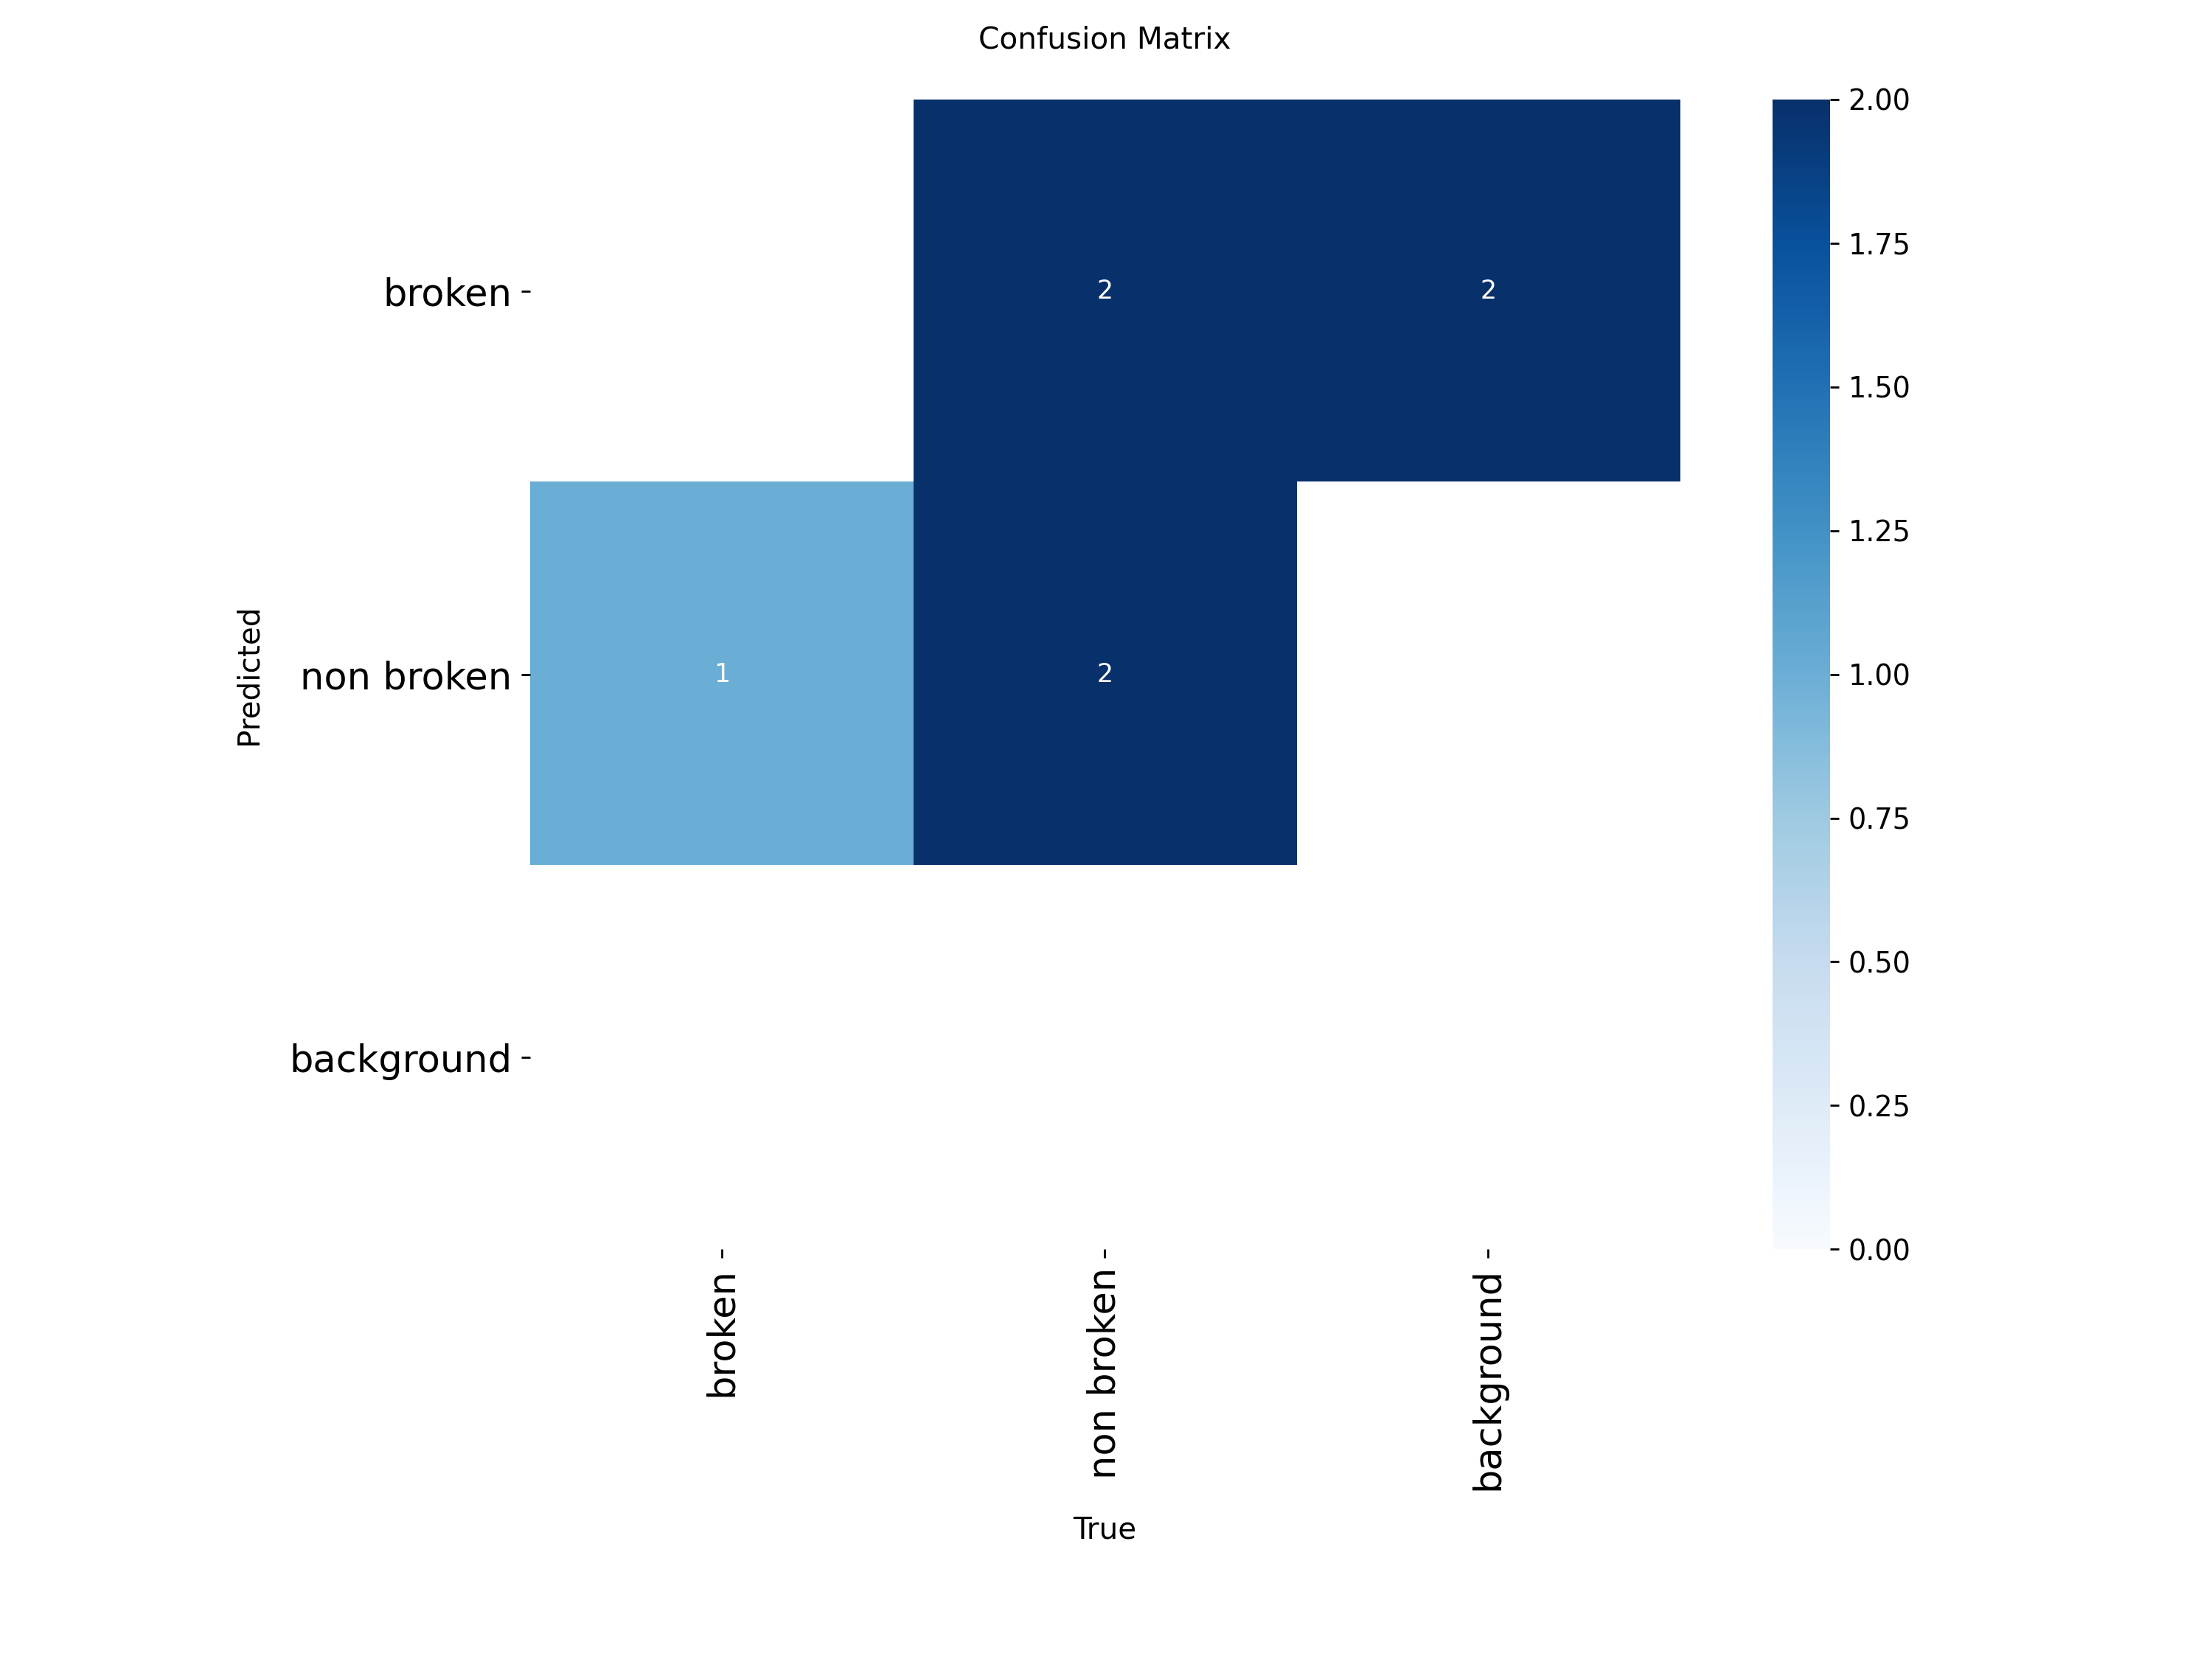 Confusion Matrix
2.00
1.75
1.50
1.25
1.00
0.75
0.50
0.25
0.00
Predicted
broken
2 2
non broken
1 2
background
broken
non broken
background
True